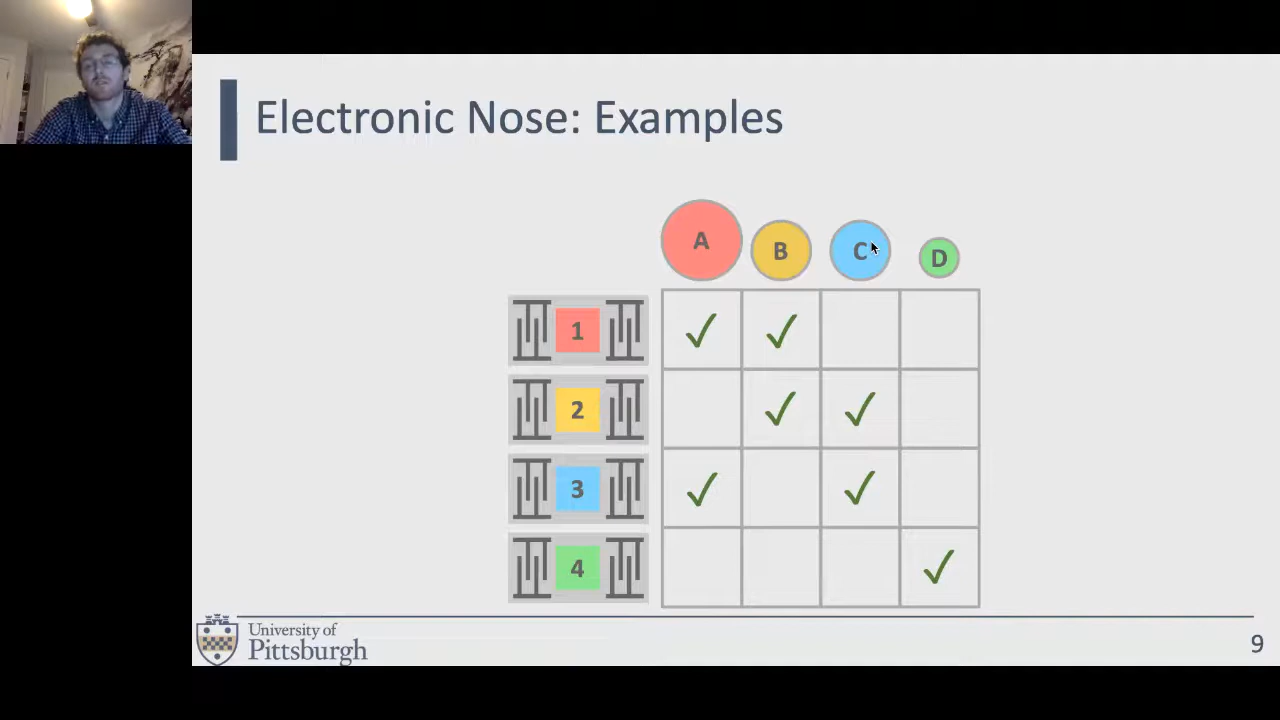 Electronic Nose: Examples
A B C D
1 ✓ ✓
2 ✓ ✓
3 ✓ ✓
4 ✓
University of
Pittsburgh
9